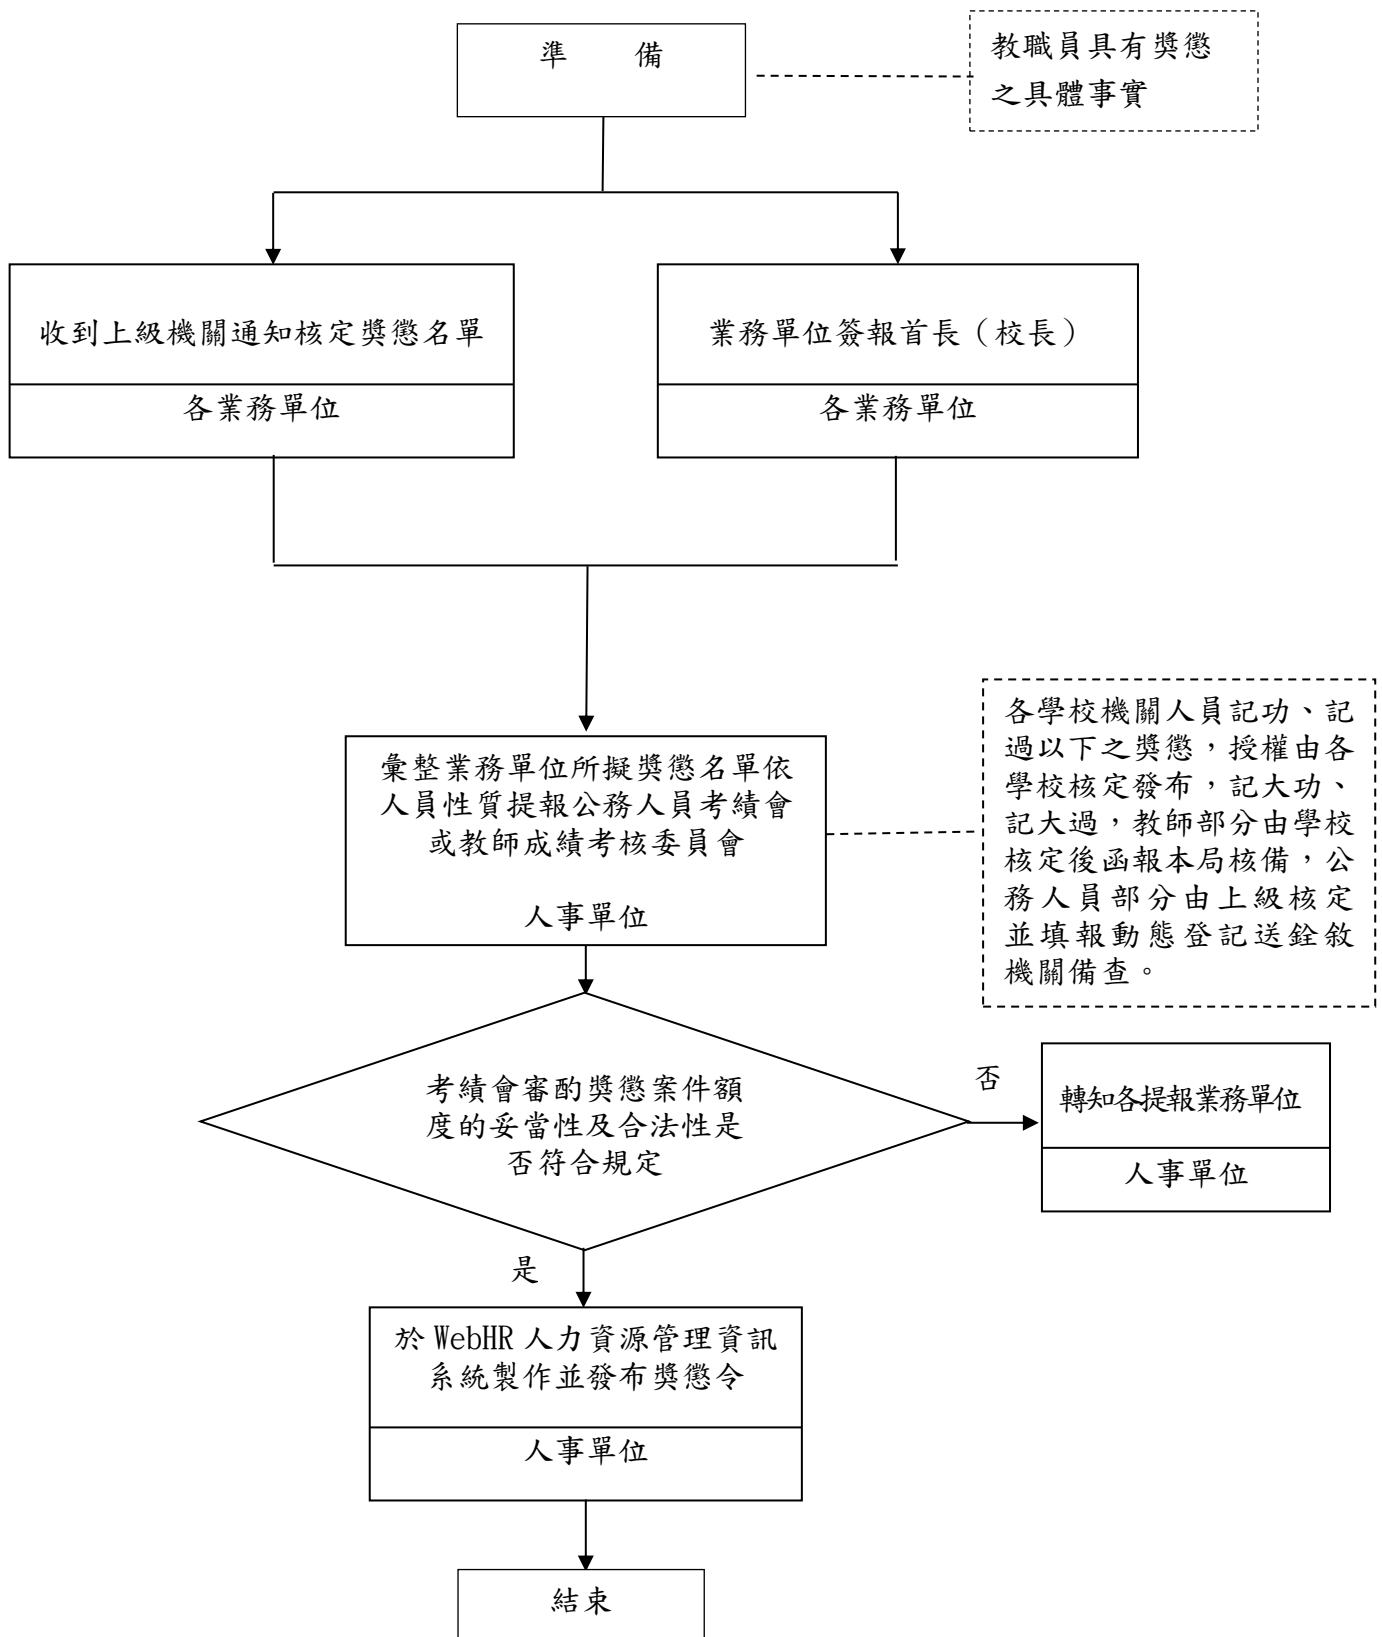 準　　備
教職員具有獎懲
之具體事實
收到上級機關通知核定獎懲名單
各業務單位
業務單位簽報首長（校長）
各業務單位
彙整業務單位所擬獎懲名單依
人員性質提報公務人員考績會
或教師成績考核委員會
人事單位
各學校機關人員記功、記
過以下之獎懲，授權由各
學校核定發布，記大功、
記大過，教師部分由學校
核定後函報本局核備，公
務人員部分由上級核定
並填報動態登記送銓敘
機關備查。
考績會審酌獎懲案件額
度的妥當性及合法性是
否符合規定
否
轉知各提報業務單位
人事單位
是
於 WebHR 人力資源管理資訊
系統製作並發布獎懲令
人事單位
結束